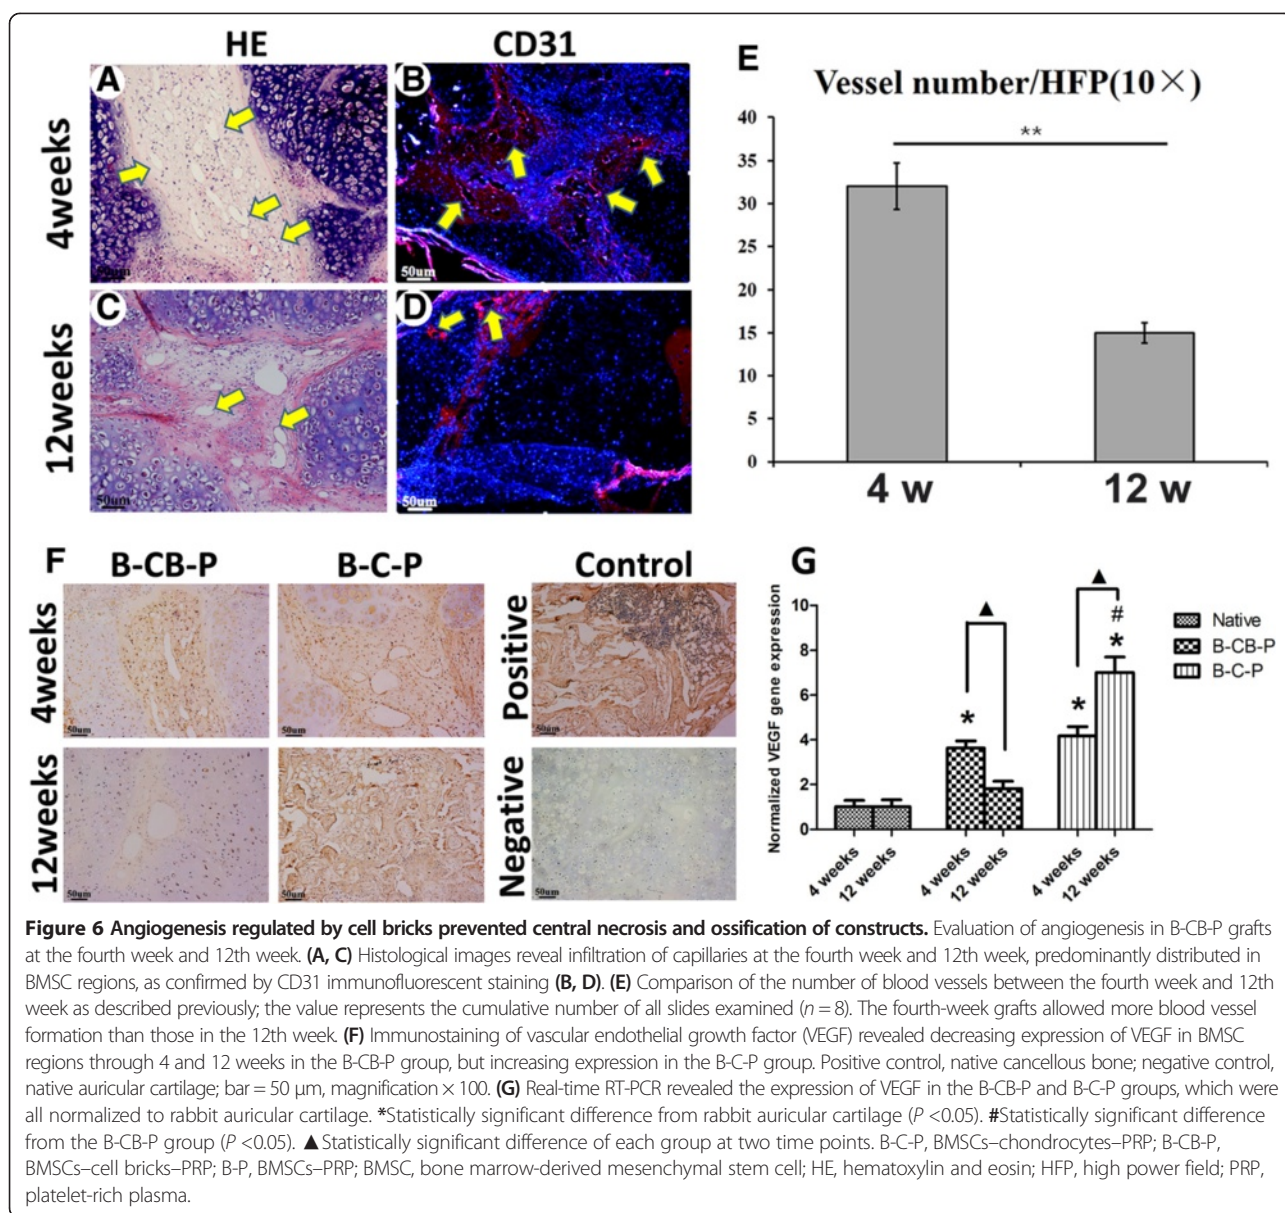 HE
CD31
4weeks
12weeks
A
50um
B
50um
C
50um
D
50um
E
Vessel number/HFP(10×)
40
35
30
25
20
15
10
5
0
**
4 w
12 w
F
B-CB-P
B-C-P
Control
4weeks
12weeks
Positive
Negative
50um
50um
50um
50um
50um
50um
G
Normalized VEGF gene expression
10
8
6
4
2
0
*
▲
*
▲
#
*
4 weeks
12 weeks
4 weeks
12 weeks
4 weeks
12 weeks
Native
B-CB-P
B-C-P
Figure 6 Angiogenesis regulated by cell bricks prevented central necrosis and ossification of constructs. Evaluation of angiogenesis in B-CB-P grafts
at the fourth week and 12th week. (A, C) Histological images reveal infiltration of capillaries at the fourth week and 12th week, predominantly distributed in
BMSC regions, as confirmed by CD31 immunofluorescent staining (B, D). (E) Comparison of the number of blood vessels between the fourth week and 12th
week as described previously; the value represents the cumulative number of all slides examined (n = 8). The fourth-week grafts allowed more blood vessel
formation than those in the 12th week. (F) Immunostaining of vascular endothelial growth factor (VEGF) revealed decreasing expression of VEGF in BMSC
regions through 4 and 12 weeks in the B-CB-P group, but increasing expression in the B-C-P group. Positive control, native cancellous bone; negative control,
native auricular cartilage; bar = 50 μm, magnification × 100. (G) Real-time RT-PCR revealed the expression of VEGF in the B-CB-P and B-C-P groups, which were
all normalized to rabbit auricular cartilage. *Statistically significant difference from rabbit auricular cartilage (P <0.05). #Statistically significant difference
from the B-CB-P group (P <0.05). ▲Statistically significant difference of each group at two time points. B-C-P, BMSCs–chondrocytes–PRP; B-CB-P,
BMSCs–cell bricks–PRP; B-P, BMSCs–PRP; BMSC, bone marrow-derived mesenchymal stem cell; HE, hematoxylin and eosin; HFP, high power field; PRP,
platelet-rich plasma.